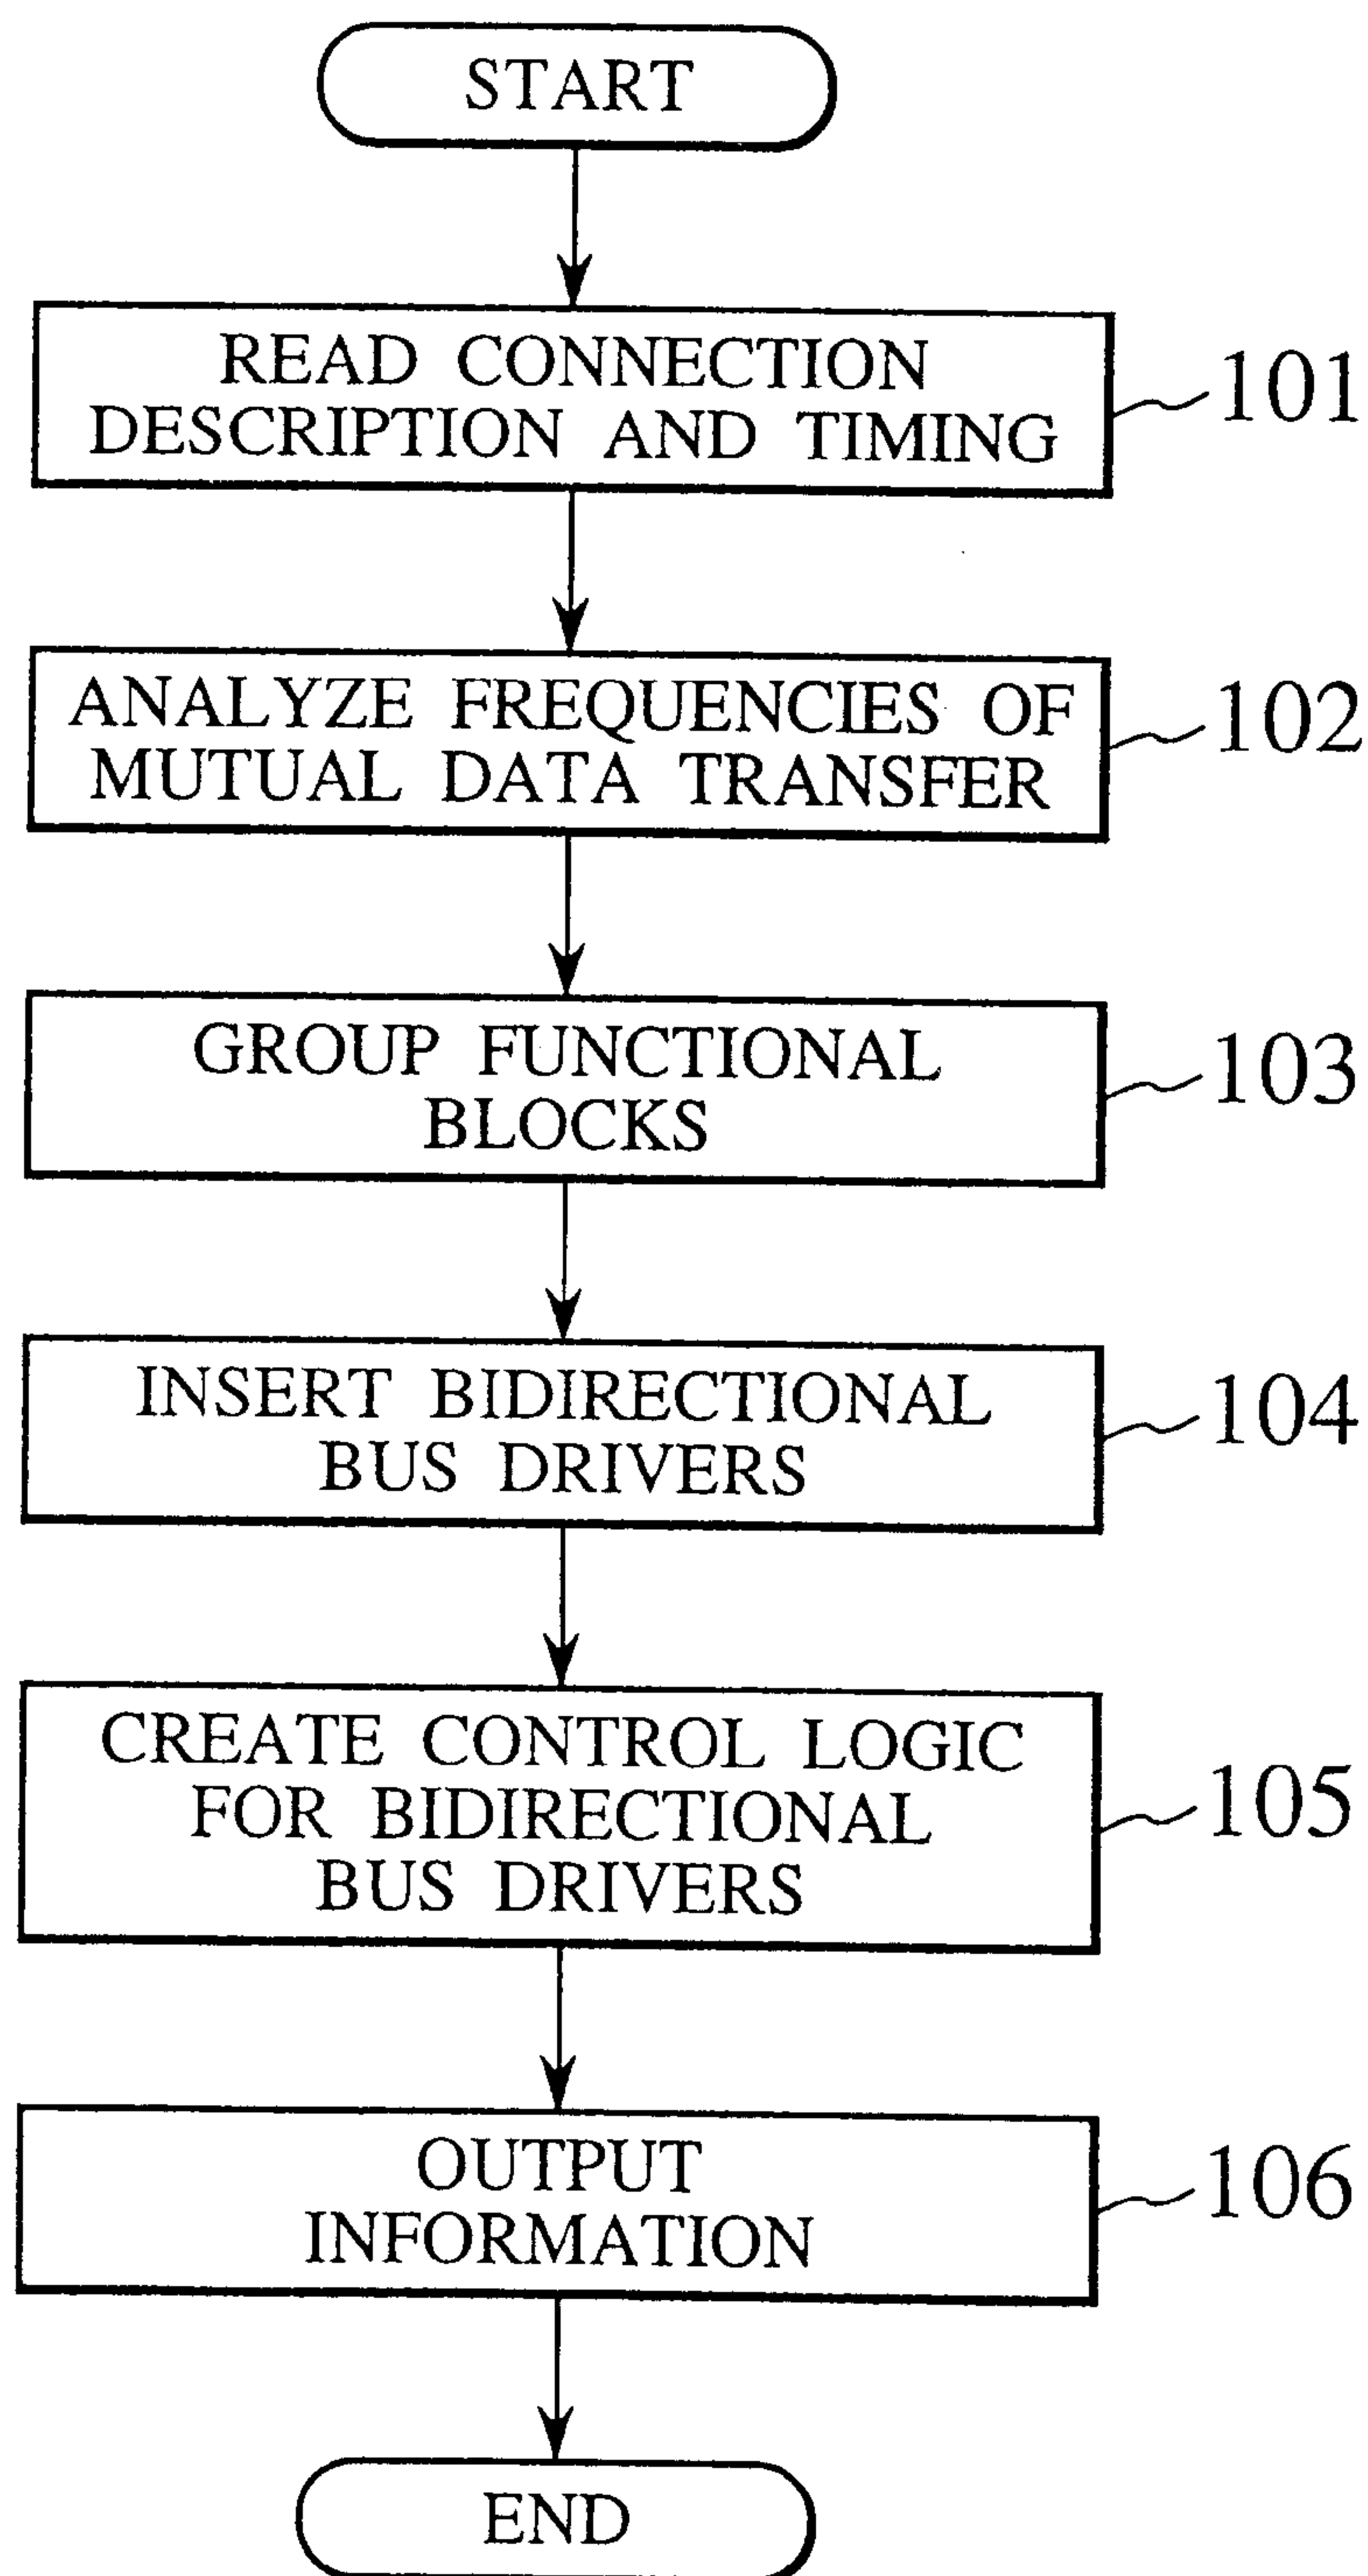 START
READ CONNECTION
DESCRIPTION AND TIMING
101
ANALYZE FREQUENCIES OF
MUTUAL DATA TRANSFER
102
GROUP FUNCTIONAL
BLOCKS
103
INSERT BIDIRECTIONAL
BUS DRIVERS
104
CREATE CONTROL LOGIC
FOR BIDIRECTIONAL
BUS DRIVERS
105
OUTPUT
INFORMATION
106
END